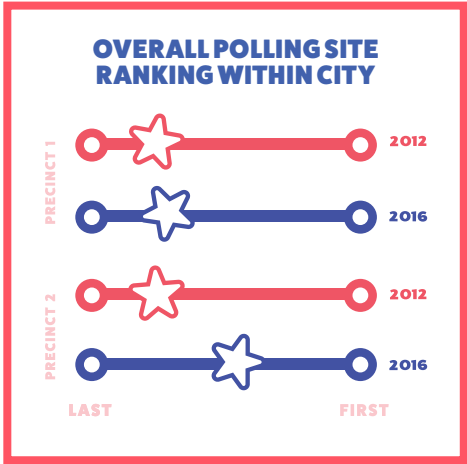 OVERALL POLLING SITE
RANKING WITHIN CITY
PRECINCT 1
2012
2016
PRECINCT 2
2012
2016
LAST
FIRST